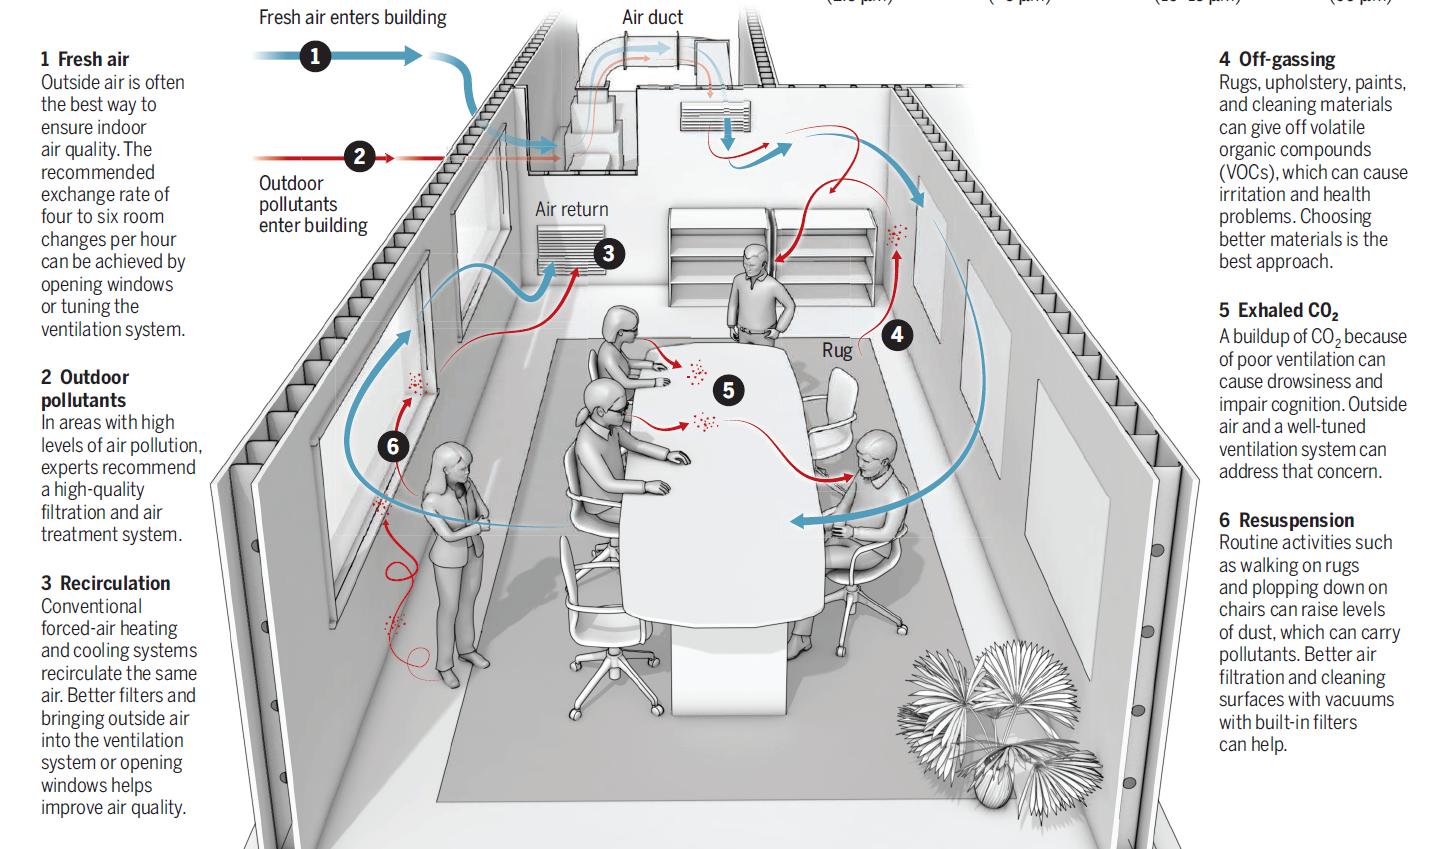 Fresh air enters building
Air duct
1
2
Outdoor
pollutants
enter building
Air return
3
4
Rug
5
6
1 Fresh air
Outside air is often
the best way to
ensure indoor
air quality. The
recommended
exchange rate of
four to six room
changes per hour
can be achieved by
opening windows
or tuning the
ventilation system.
2 Outdoor
pollutants
In areas with high
levels of air pollution,
experts recommend
a high-quality
filtration and air
treatment system.
3 Recirculation
Conventional
forced-air heating
and cooling systems
recirculate the same
air. Better filters and
bringing outside air
into the ventilation
system or opening
windows helps
improve air quality.
4 Off-gassing
Rugs, upholstery, paints,
and cleaning materials
can give off volatile
organic compounds
(VOCs), which can cause
irritation and health
problems. Choosing
better materials is the
best approach.
5 Exhaled CO₂
A buildup of CO₂ because
of poor ventilation can
cause drowsiness and
impair cognition. Outside
air and a well-tuned
ventilation system can
address that concern.
6 Resuspension
Routine activities such
as walking on rugs
and plopping down on
chairs can raise levels
of dust, which can carry
pollutants. Better air
filtration and cleaning
surfaces with vacuums
with built-in filters
can help.